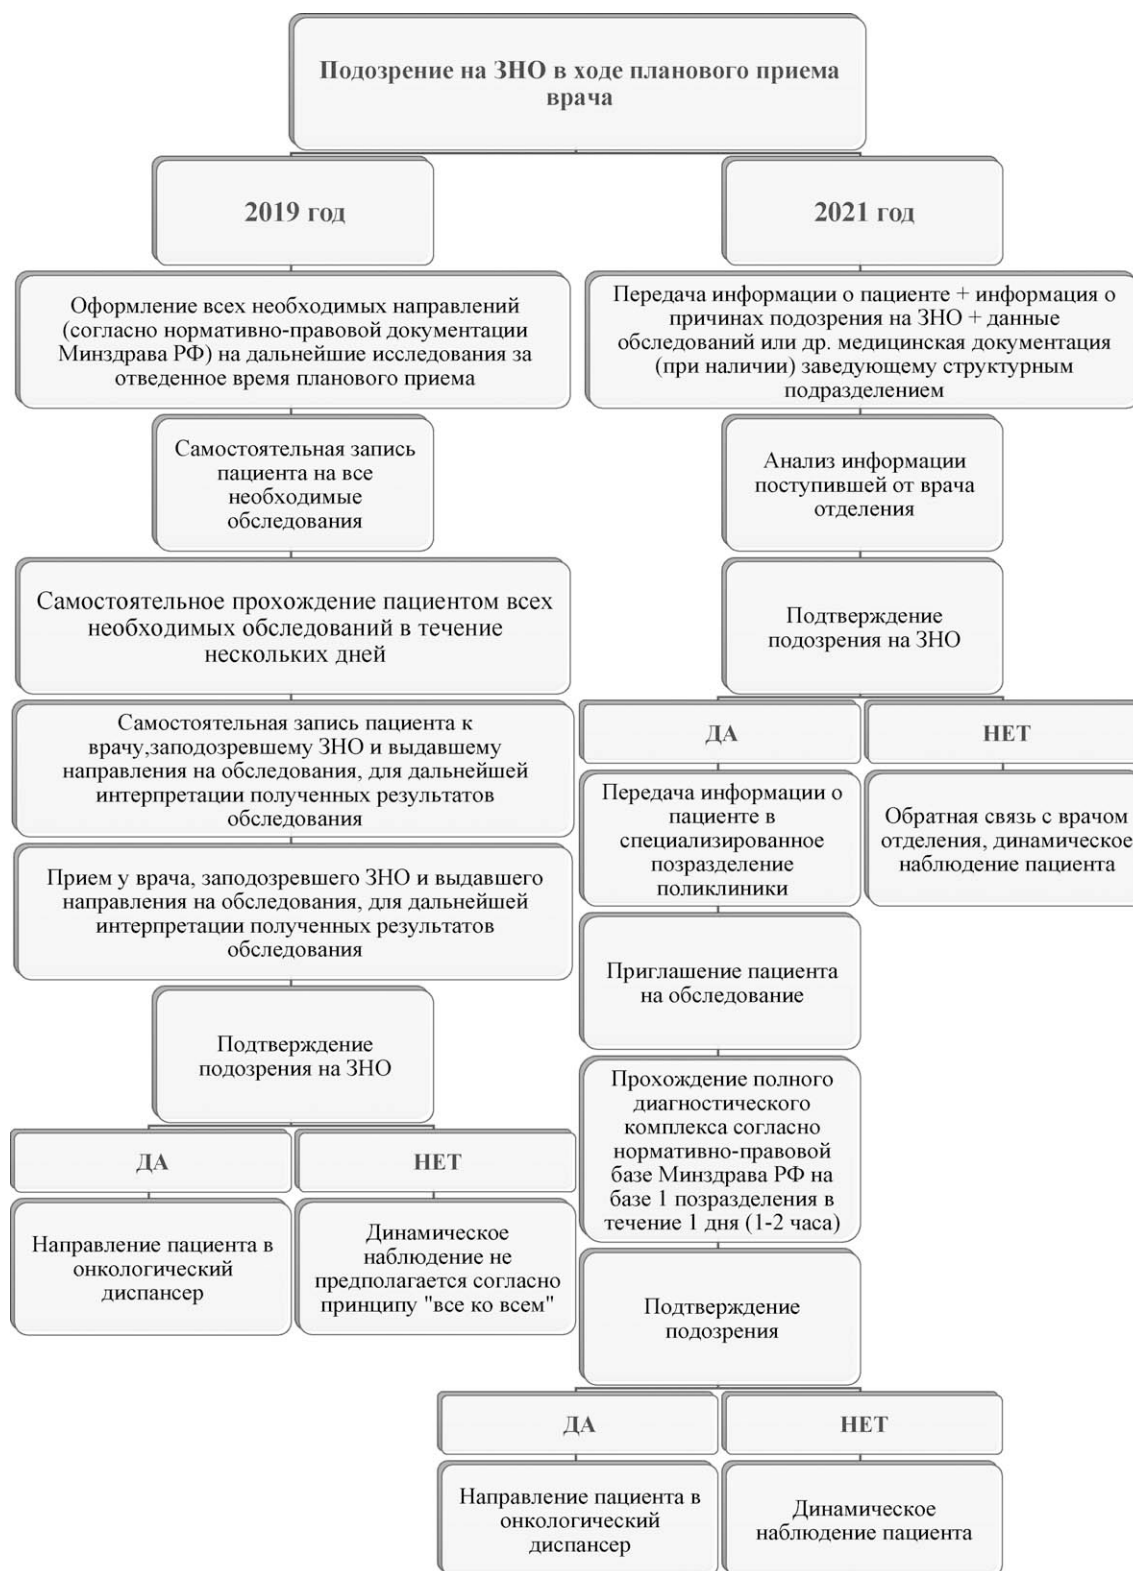 Подозрение на ЗНО в ходе планового приема
врача
2019 год
Оформление всех необходимых направлений
(согласно нормативно-правовой документации
Минздрава РФ) на дальнейшие исследования за
отведенное время планового приема
Самостоятельная запись
пациента на все
необходимые
обследования
Самостоятельное прохождение пациентом всех
необходимых обследований в течение
нескольких дней
Самостоятельная запись пациента к
врачу,заподозревшему ЗНО и выдавшему
направления на обследования, для дальнейшей
интерпретации полученных результатов
обследования
Прием у врача, заподозревшего ЗНО и выдавшего
направления на обследования, для дальнейшей
интерпретации полученных результатов
обследования
Подтверждение
подозрения на ЗНО
ДА
Направление пациента в
онкологический
диспансер
НЕТ
Динамическое
наблюдение не
предполагается согласно
принципу "все ко всем"
2021 год
Передача информации о пациенте + информация о
причинах подозрения на ЗНО + данные
обследований или др. медицинская документация
(при наличии) заведующему структурным
подразделением
Анализ информации
поступившей от врача
отделения
Подтверждение
подозрения на ЗНО
ДА
Передача информации о
пациенте в
специализированное
позразделение
поликлиники
НЕТ
Обратная связь с врачом
отделения, динамическое
наблюдение пациента
Приглашение пациента
на обследование
Прохождение полного
диагностического
комплекса согласно
нормативно-правовой
базе Минздрава РФ на
базе 1 позразделения в
течение 1 дня (1-2 часа)
Подтверждение
подозрения
ДА
Направление пациента в
онкологический
диспансер
НЕТ
Динамическое
наблюдение пациента